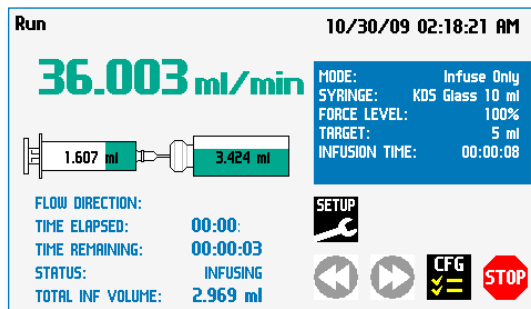 Run
10/30/09 02:18:21 AM
36.003 ml/min
MODE: Infuse Only
SYRINGE: KDS Glass 10 ml
FORCE LEVEL: 100%
TARGET: 5 ml
INFUSION TIME: 00:00:08
1.607 ml
3.424 ml
FLOW DIRECTION:
TIME ELAPSED: 00:00:
TIME REMAINING: 00:00:03
STATUS: INFUSING
TOTAL INF VOLUME: 2.969 ml
SETUP
CFG
STOP